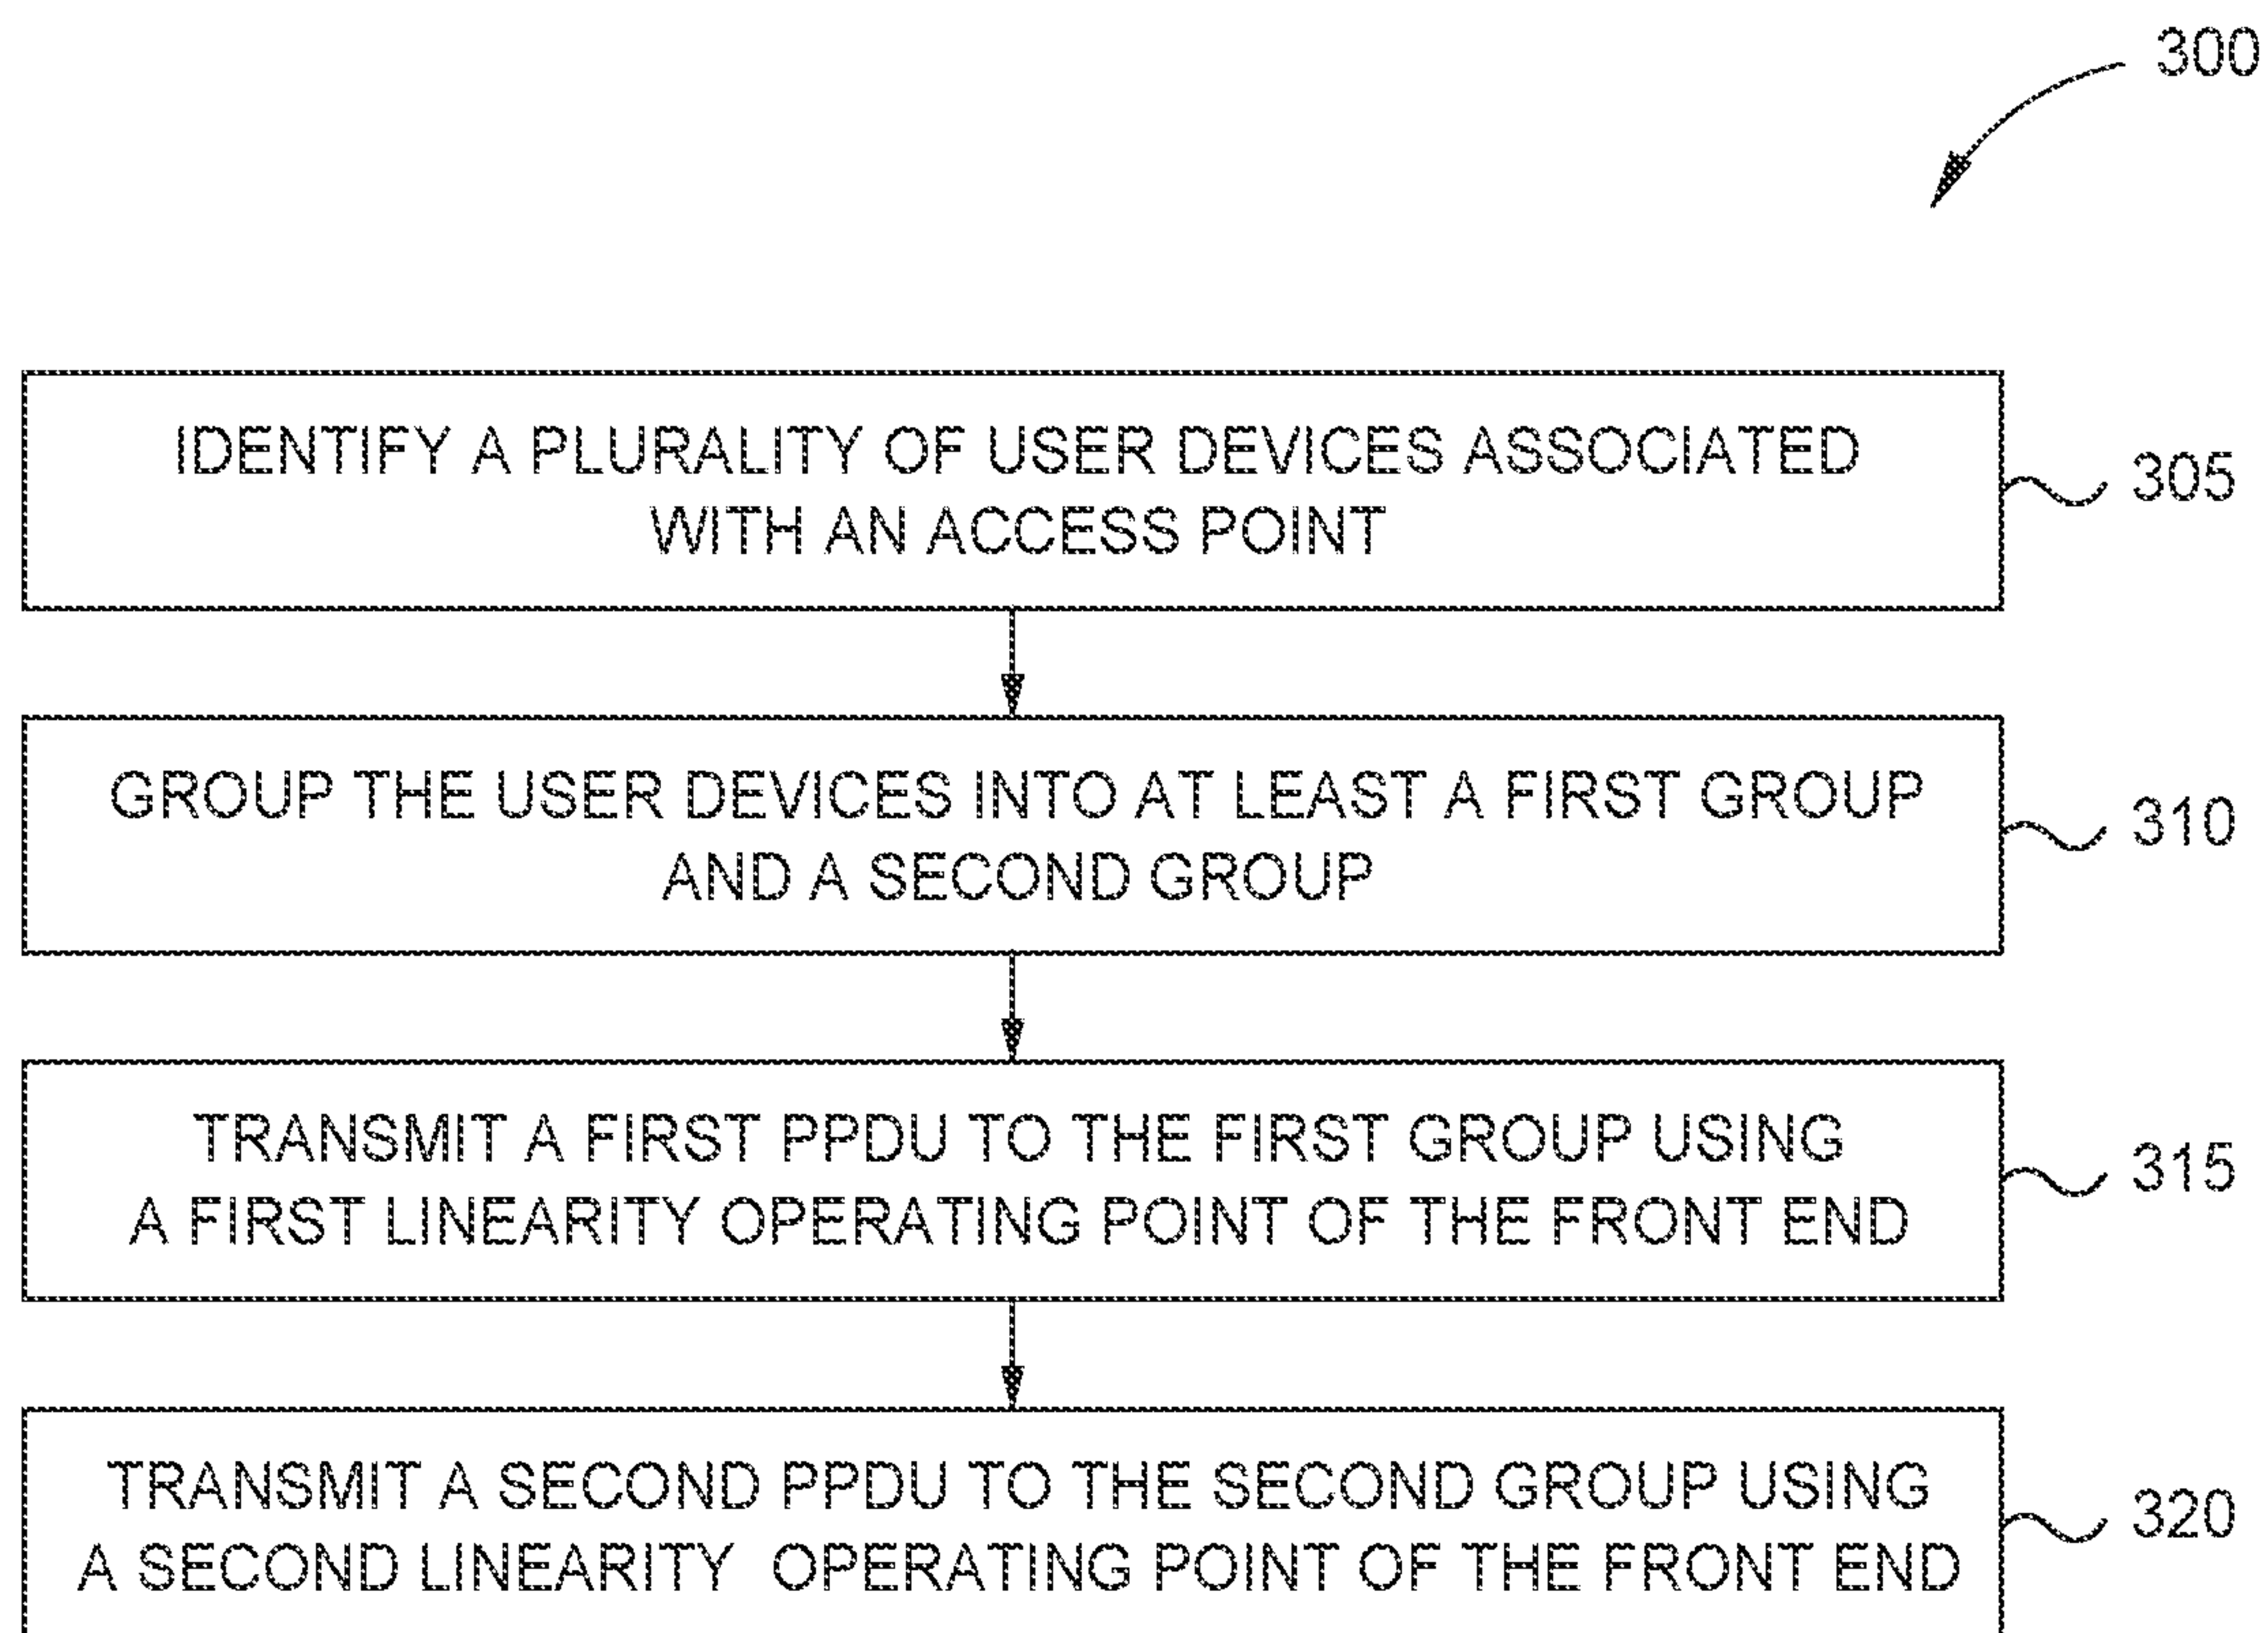 300
IDENTIFY A PLURALITY OF USER DEVICES ASSOCIATED
WITH AN ACCESS POINT
305
GROUP THE USER DEVICES INTO AT LEAST A FIRST GROUP
AND A SECOND GROUP
310
TRANSMIT A FIRST PPDU TO THE FIRST GROUP USING
A FIRST LINEARITY OPERATING POINT OF THE FRONT END
315
TRANSMIT A SECOND PPDU TO THE SECOND GROUP USING
A SECOND LINEARITY OPERATING POINT OF THE FRONT END
320